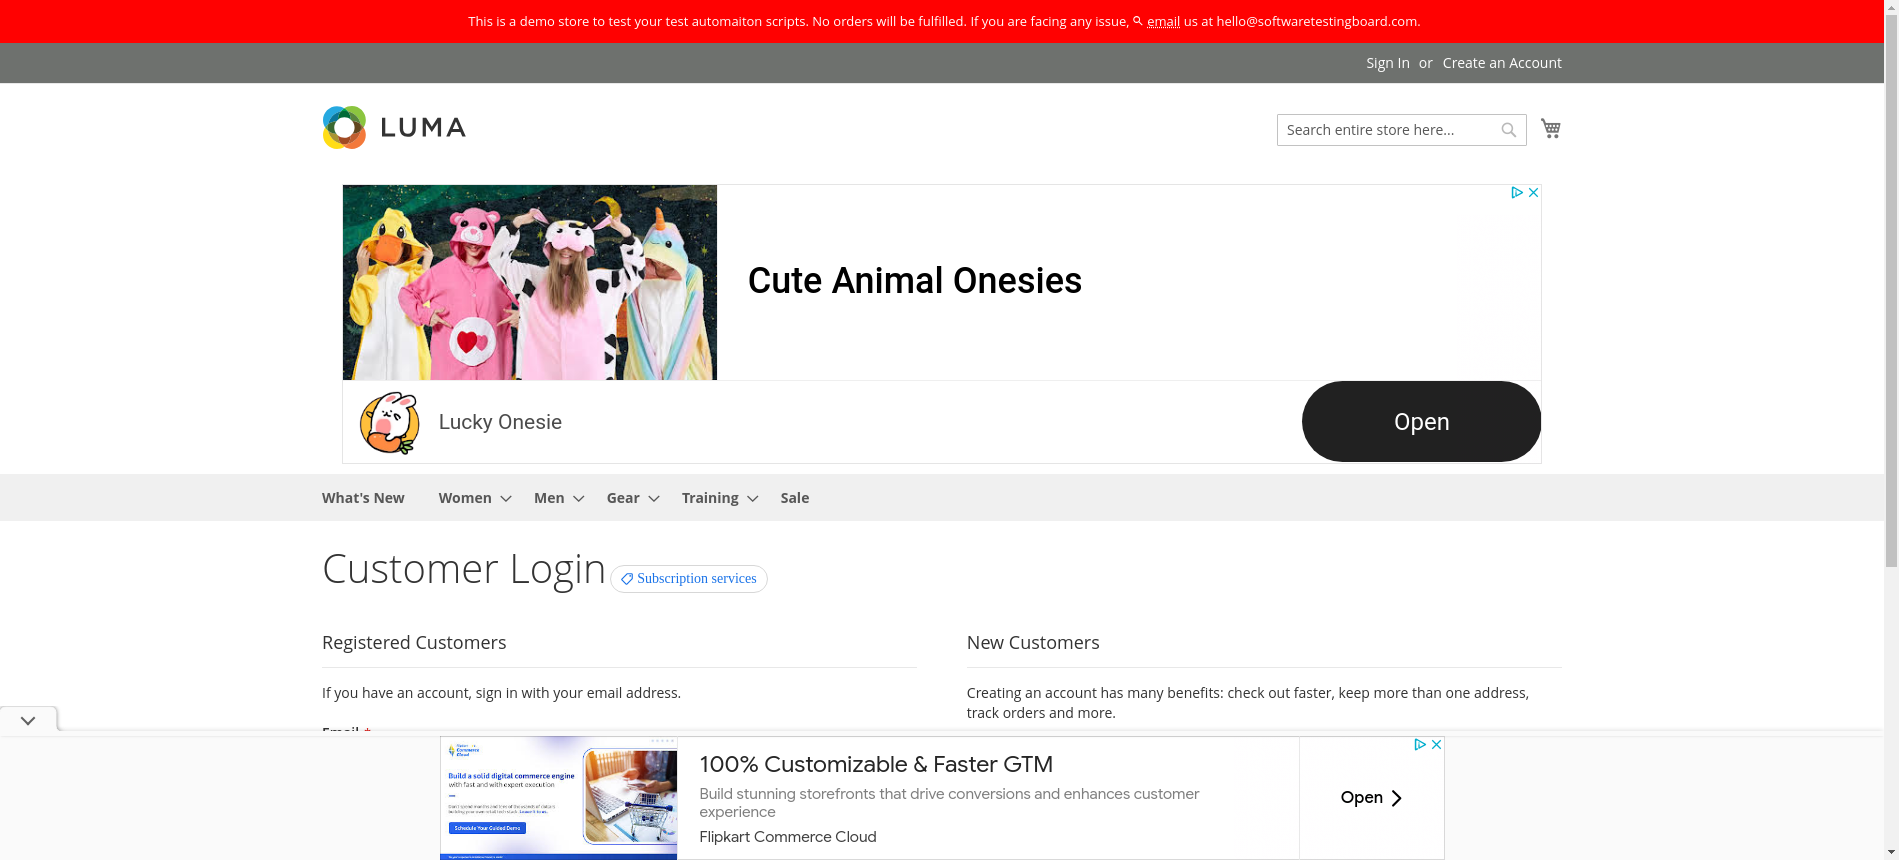 This is a demo store to test your test automaiton scripts. No orders will be fulfilled. If you are facing any issue, email us at hello@softwaretestingboard.com.
Sign In or Create an Account
LUMA
Search entire store here...
Cute Animal Onesies
Lucky Onesie
Open
What's New Women Men Gear Training Sale
Customer Login Subscription services
Registered Customers
If you have an account, sign in with your email address.
New Customers
Creating an account has many benefits: check out faster, keep more than one address,
track orders and more.
Email *
Commerce
Cloud
Build a solid digital commerce engine
with fast and with expert execution
Schedule Your Guided Demo
100% Customizable & Faster GTM
Build stunning storefronts that drive conversions and enhances customer
experience
Flipkart Commerce Cloud
Open